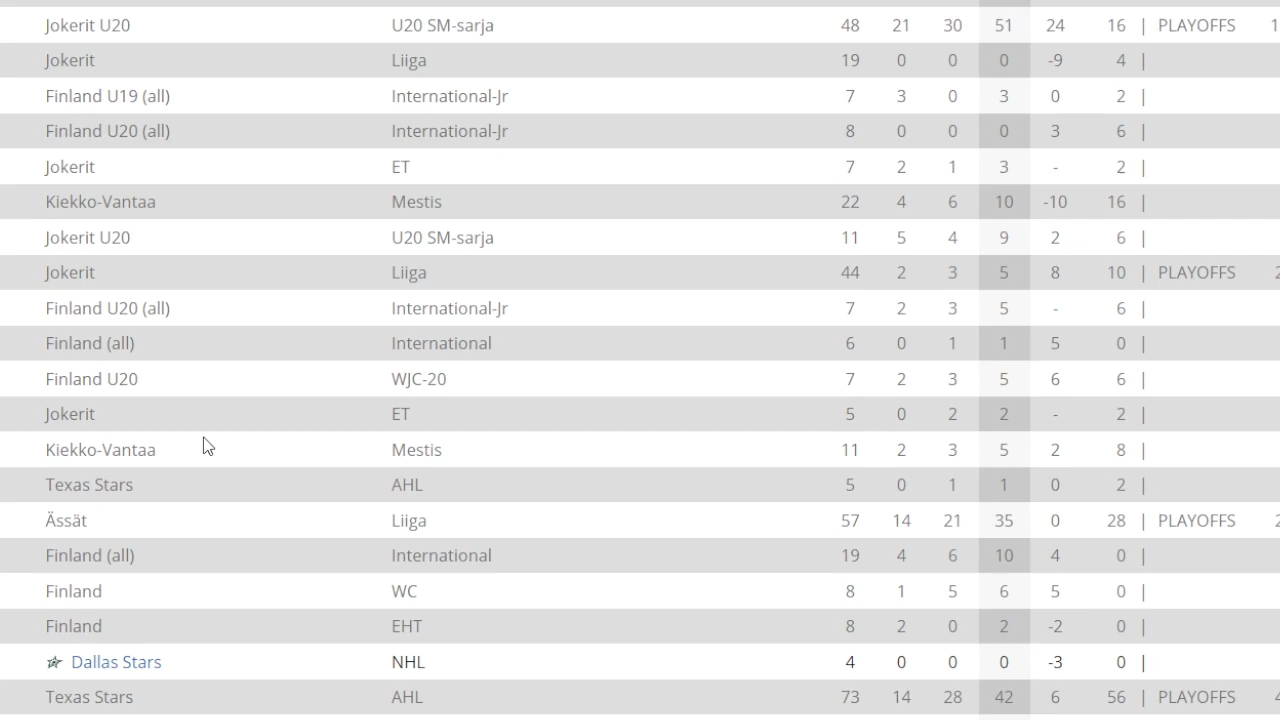 Jokerit U20 U20 SM-sarja 48 21 30 51 24 16 | PLAYOFFS 1
Jokerit Liiga 19 0 0 0 -9 4 |
Finland U19 (all) International-Jr 7 3 0 3 0 2 |
Finland U20 (all) International-Jr 8 0 0 0 3 6 |
Jokerit ET 7 2 1 3 - 2 |
Kiekko-Vantaa Mestis 22 4 6 10 -10 16 |
Jokerit U20 U20 SM-sarja 11 5 4 9 2 6 |
Jokerit Liiga 44 2 3 5 8 10 | PLAYOFFS 2
Finland U20 (all) International-Jr 7 2 3 5 - 6 |
Finland (all) International 6 0 1 1 5 0 |
Finland U20 WJC-20 7 2 3 5 6 6 |
Jokerit ET 5 0 2 2 - 2 |
Kiekko-Vantaa Mestis 11 2 3 5 2 8 |
Texas Stars AHL 5 0 1 1 0 2 |
Ässät Liiga 57 14 21 35 0 28 | PLAYOFFS 2
Finland (all) International 19 4 6 10 4 0 |
Finland WC 8 1 5 6 5 0 |
Finland EHT 8 2 0 2 -2 0 |
Dallas Stars NHL 4 0 0 0 -3 0 |
Texas Stars AHL 73 14 28 42 6 56 | PLAYOFFS 4